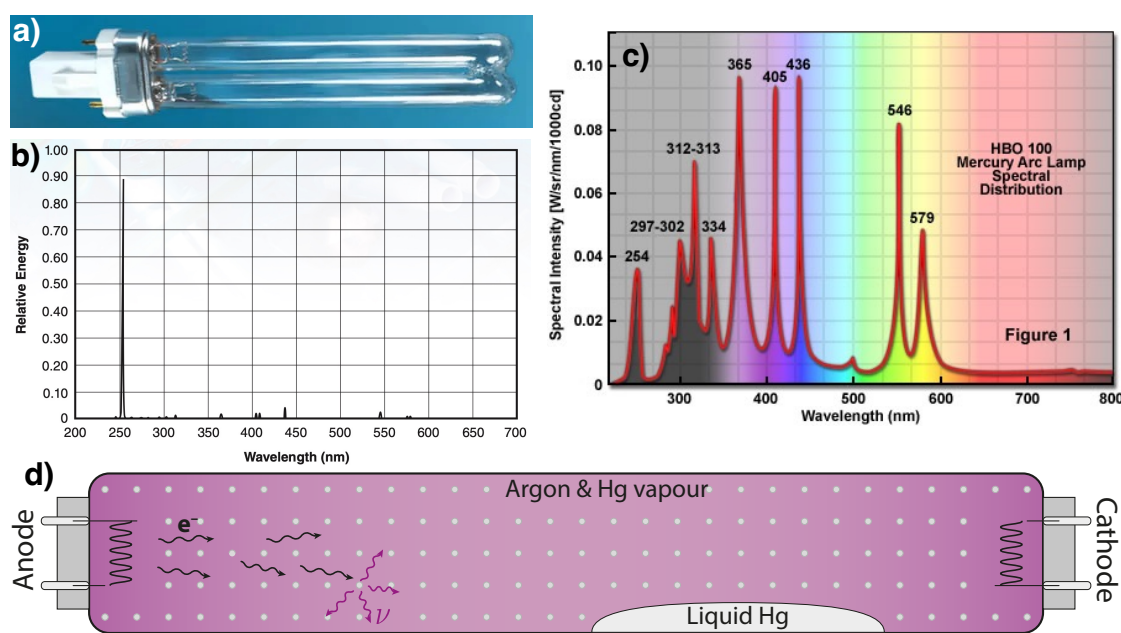 a)
b)
1.00
0.90
0.80
0.70
0.60
0.50
0.40
0.30
0.20
0.10
0
Relative Energy
200 250 300 350 400 450 500 550 600 650 700
Wavelength (nm)
c)
0.10
0.08
0.06
0.04
0.02
0
Spectral Intensity [W/sr/nm/1000cd]
254
297-302
312-313
334
365
405
436
546
579
HBO 100
Mercury Arc Lamp
Spectral
Distribution
Figure 1
300 400 500 600 700 800
Wavelength (nm)
d)
Argon & Hg vapour
Anode
e⁻
ν
Liquid Hg
Cathode